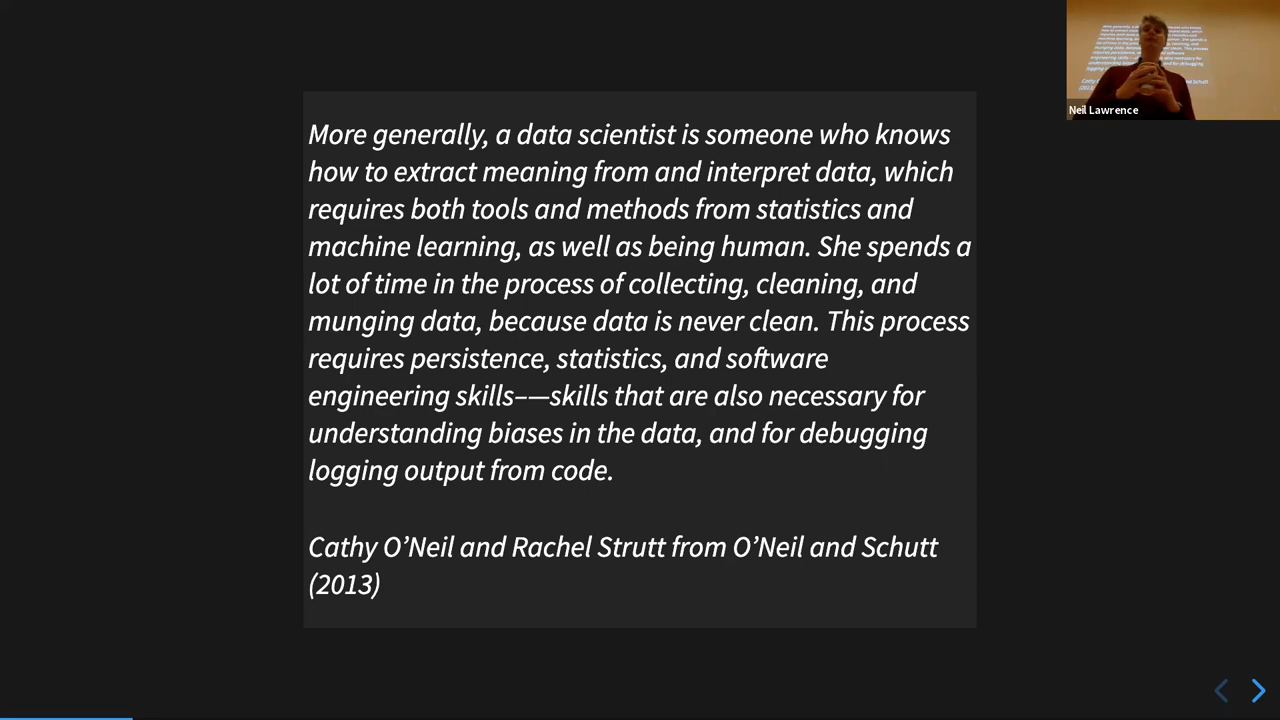 More generally, a data scientist is someone who knows
how to extract meaning from and interpret data, which
requires both tools and methods from statistics and
machine learning, as well as being human. She spends a
lot of time in the process of collecting, cleaning, and
munging data, because data is never clean. This process
requires persistence, statistics, and software
engineering skills–—skills that are also necessary for
understanding biases in the data, and for debugging
logging output from code.
Cathy O’Neil and Rachel Strutt from O’Neil and Schutt
(2013)
Neil Lawrence